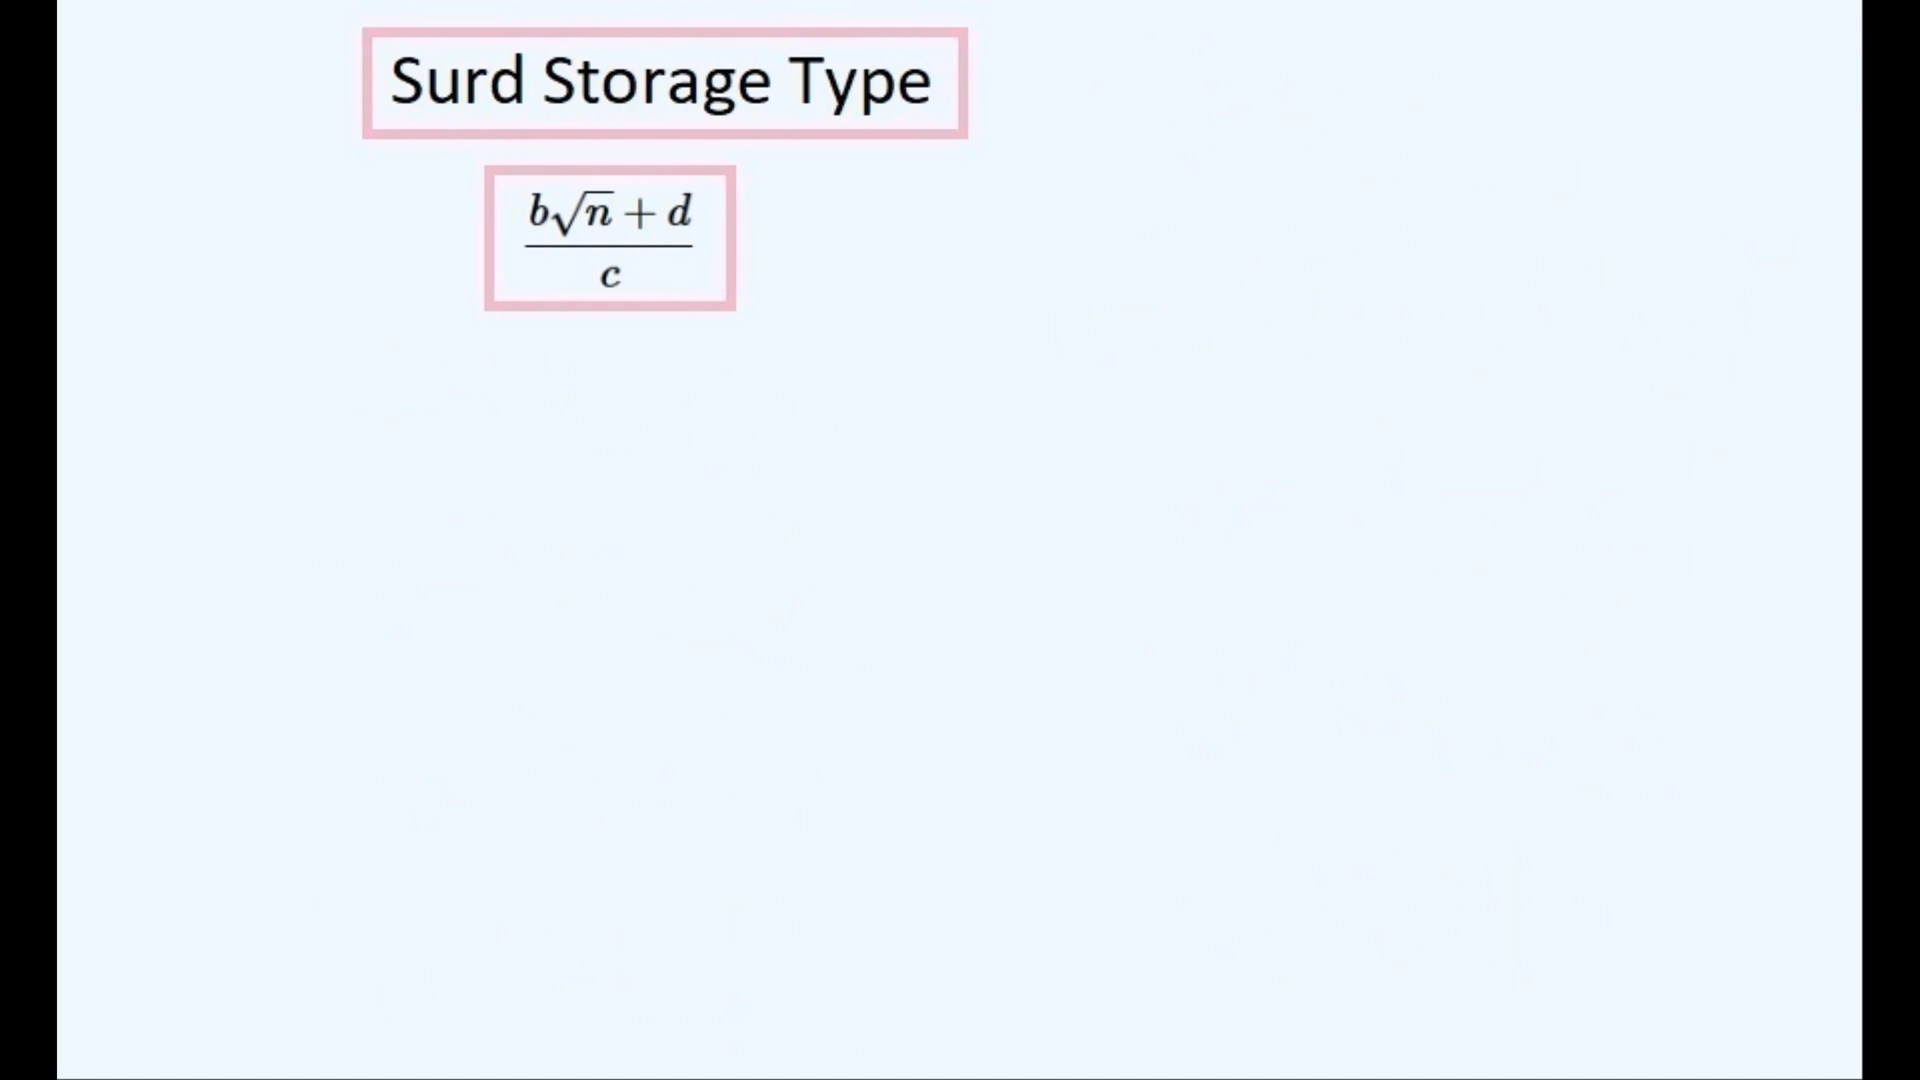 Surd Storage Type
b√n + d
c